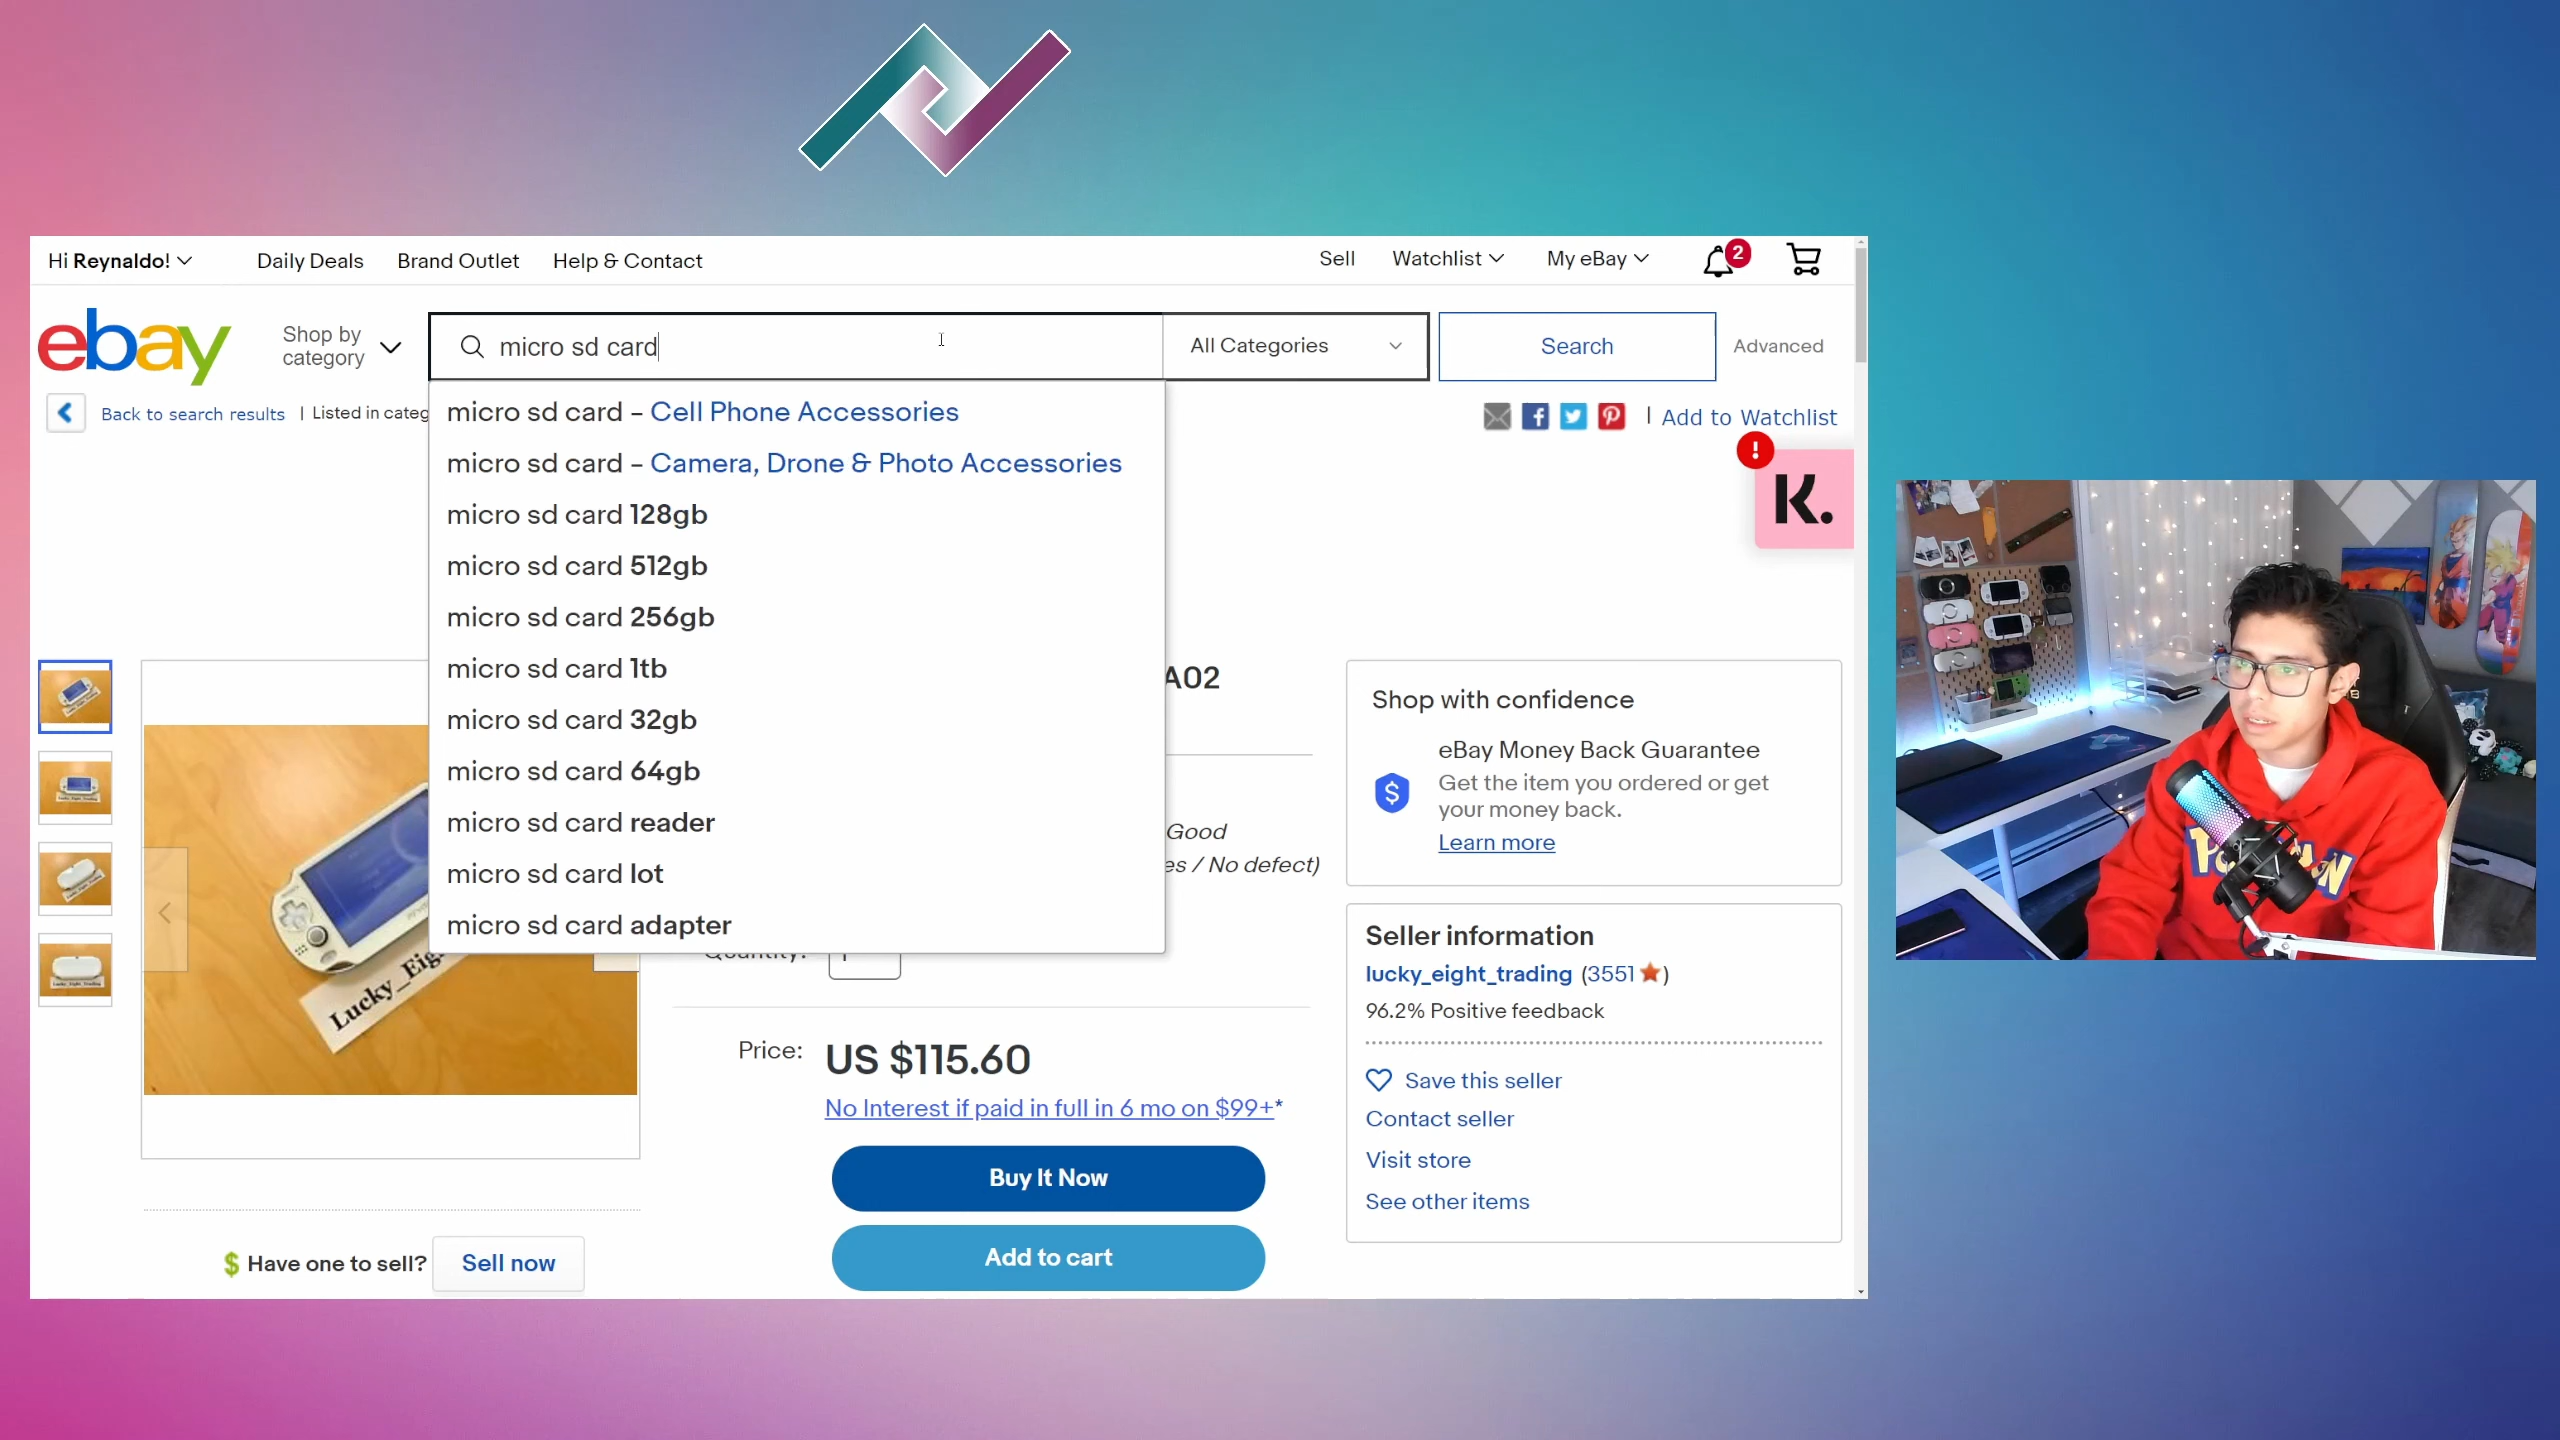 Hi Reynaldo!
Daily Deals
Brand Outlet
Help & Contact
Sell
Watchlist
My eBay
2
ebay
Shop by
category
micro sd card
All Categories
Search
Advanced
Back to search results
| Listed in categ
| Add to Watchlist
micro sd card – Cell Phone Accessories
micro sd card – Camera, Drone & Photo Accessories
micro sd card 128gb
micro sd card 512gb
micro sd card 256gb
micro sd card 1tb
micro sd card 32gb
micro sd card 64gb
micro sd card reader
micro sd card lot
micro sd card adapter
!
K.
A02
Good
es / No defect)
Quantity:
Lucky_Eig
Price:
US $115.60
No Interest if paid in full in 6 mo on $99+*
Buy It Now
Add to cart
Have one to sell?
Sell now
Shop with confidence
eBay Money Back Guarantee
Get the item you ordered or get
your money back.
Learn more
Seller information
lucky_eight_trading (3551 ★)
96.2% Positive feedback
Save this seller
Contact seller
Visit store
See other items